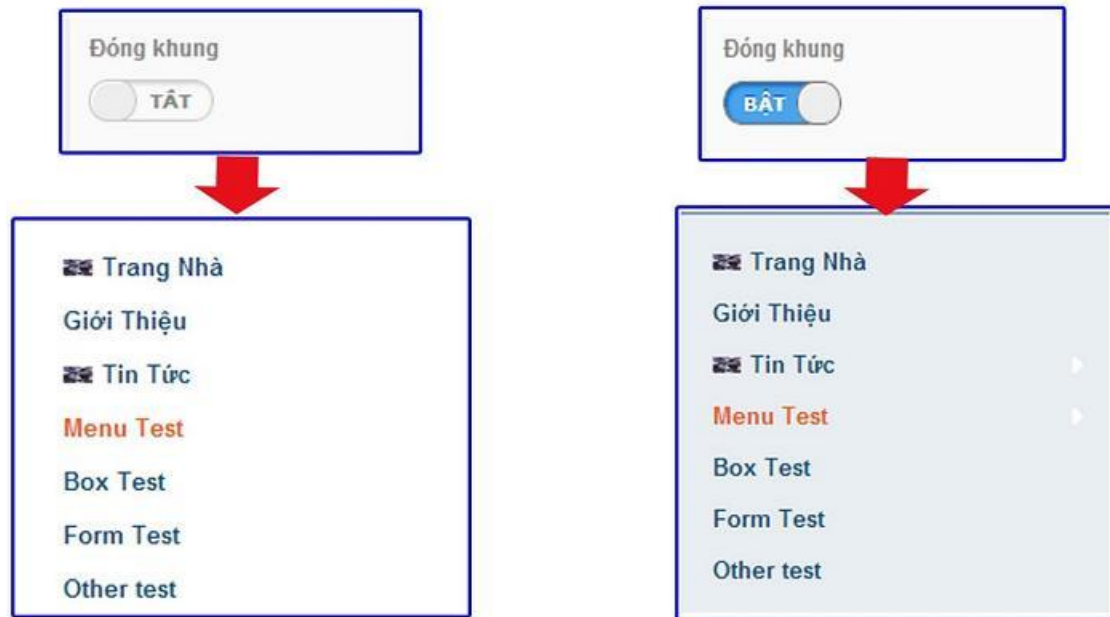 Đóng khung
TẮT
Trang Nhà
Giới Thiệu
Tin Tức
Menu Test
Box Test
Form Test
Other test
Đóng khung
BẬT
Trang Nhà
Giới Thiệu
Tin Tức
Menu Test
Box Test
Form Test
Other test